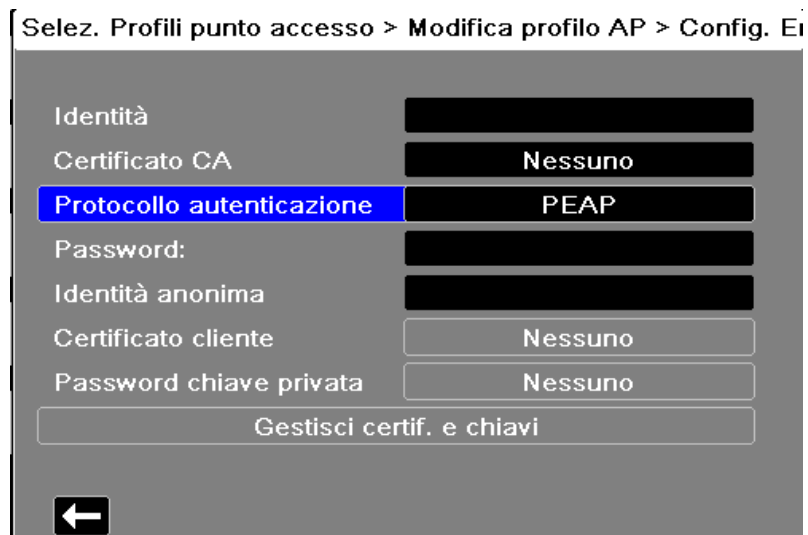 Selez. Profili punto accesso > Modifica profilo AP > Config.
Identità
Certificato CA Nessuno
Protocollo autenticazione PEAP
Password:
Identità anonima
Certificato cliente Nessuno
Password chiave privata Nessuno
Gestisci certif. e chiavi